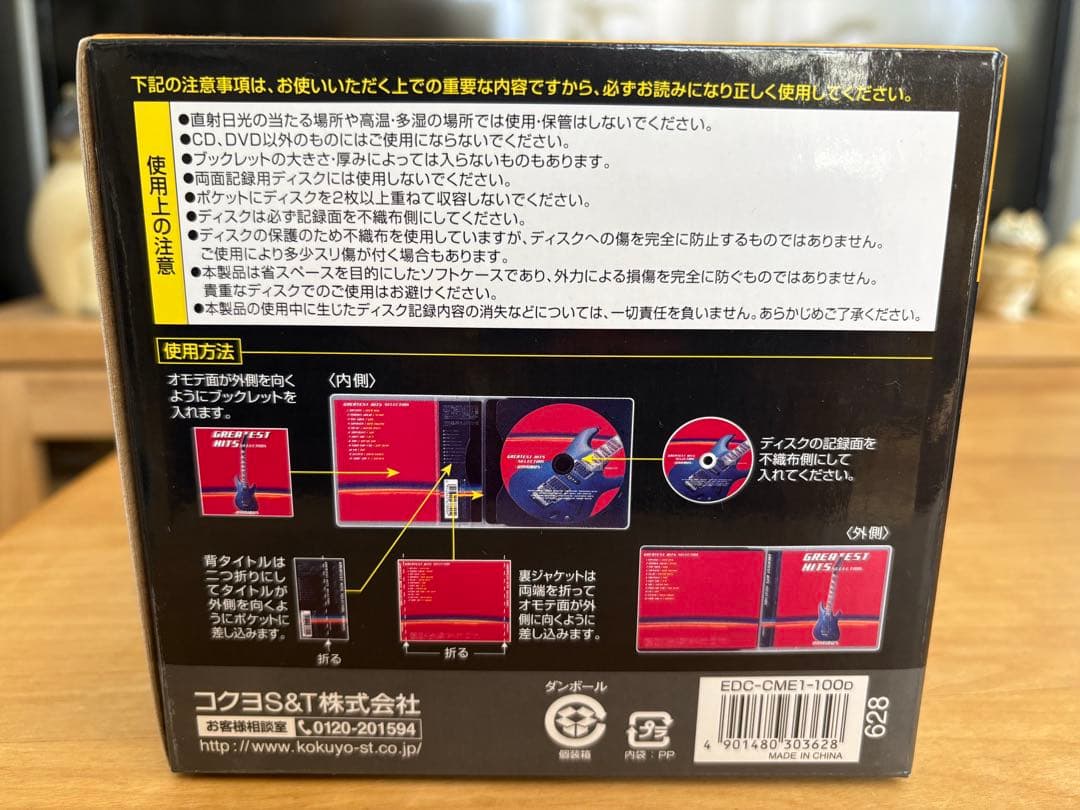 下記の注意事項は、お使いいただく上での重要な内容ですから、必ずお読みになり正しく使用してください。
使用上の注意
●直射日光の当たる場所や高温・多湿の場所では使用・保管はしないでください。
●CD、DVD以外のものにはご使用にならないでください。
●ブックレットの大きさ・厚みによっては入らないものもあります。
●両面記録用ディスクには使用しないでください。
●ポケットにディスクを2枚以上重ねて収容しないでください。
●ディスクは必ず記録面を不織布側にしてください。
●ディスクの保護のため不織布を使用していますが、ディスクへの傷を完全に防止するものではありません。
ご使用により多少スリ傷が付く場合もあります。
●本製品は省スペースを目的にしたソフトケースであり、外力による損傷を完全に防ぐものではありません。
貴重なディスクでのご使用はお避けください。
●本製品の使用中に生じたディスク記録内容の消失などについては、一切責任を負いません。あらかじめご了承ください。
使用方法
オモテ面が外側を向く
ようにブックレットを
入れます。
〈内側〉
GREATEST
HITS SELECTION
GREATEST HITS SELECTION
GREATEST HITS
SELECTION
ディスクの記録面を
不織布側にして
入れてください。
背タイトルは
二つ折りにし
てタイトルが
外側を向くよ
うにポケットに
差し込みます。
折る
GREATEST HITS SELECTION
折る
裏ジャケットは
両端を折って
オモテ面が外
側に向くように
差し込みます。
〈外側〉
GREATEST HITS SELECTION
GREATEST
HITS SELECTION
コクヨS&T株式会社
お客様相談室 0120-201594
http://www.kokuyo-st.co.jp/
ダンボール
個装箱
プラ
内袋：PP
EDC-CME1-100D
4 901480 303628
MADE IN CHINA
628